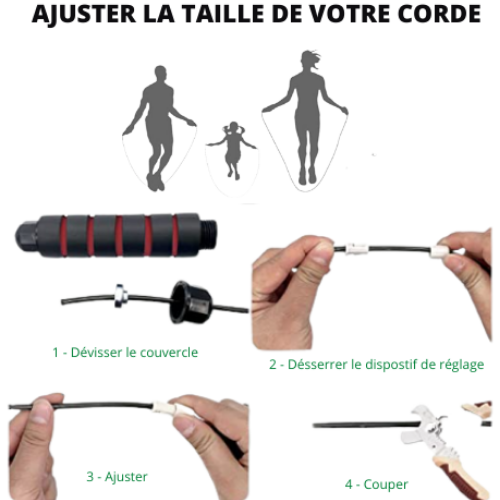 AJUSTER LA TAILLE DE VOTRE CORDE
1 - Dévisser le couvercle
2 - Désserrer le dispostif de réglage
3 - Ajuster
4 - Couper